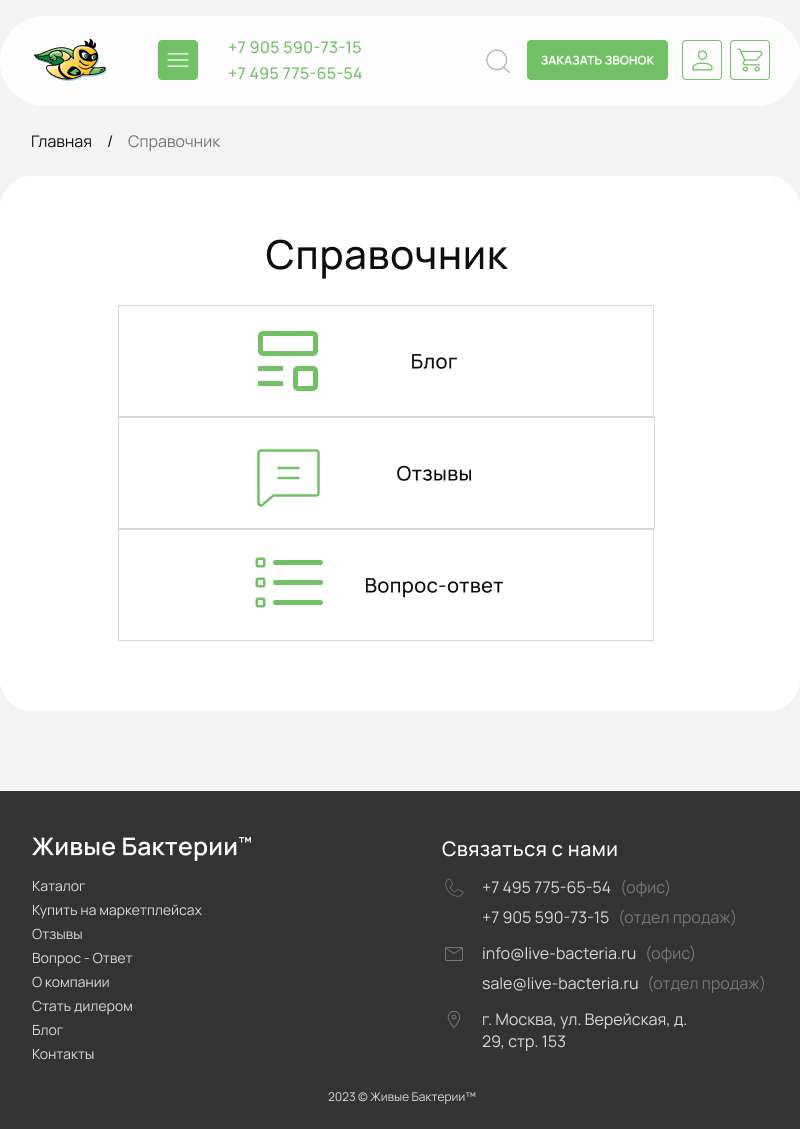 +7 905 590-73-15
+7 495 775-65-54
ЗАКАЗАТЬ ЗВОНОК
Главная / Справочник
Справочник
Блог
Отзывы
Вопрос-ответ
Живые Бактерии™
Каталог
Купить на маркетплейсах
Отзывы
Вопрос - Ответ
О компании
Стать дилером
Блог
Контакты
Связаться с нами
+7 495 775-65-54 (офис)
+7 905 590-73-15 (отдел продаж)
info@live-bacteria.ru (офис)
sale@live-bacteria.ru (отдел продаж)
г. Москва, ул. Верейская, д.
29, стр. 153
2023 © Живые Бактерии™